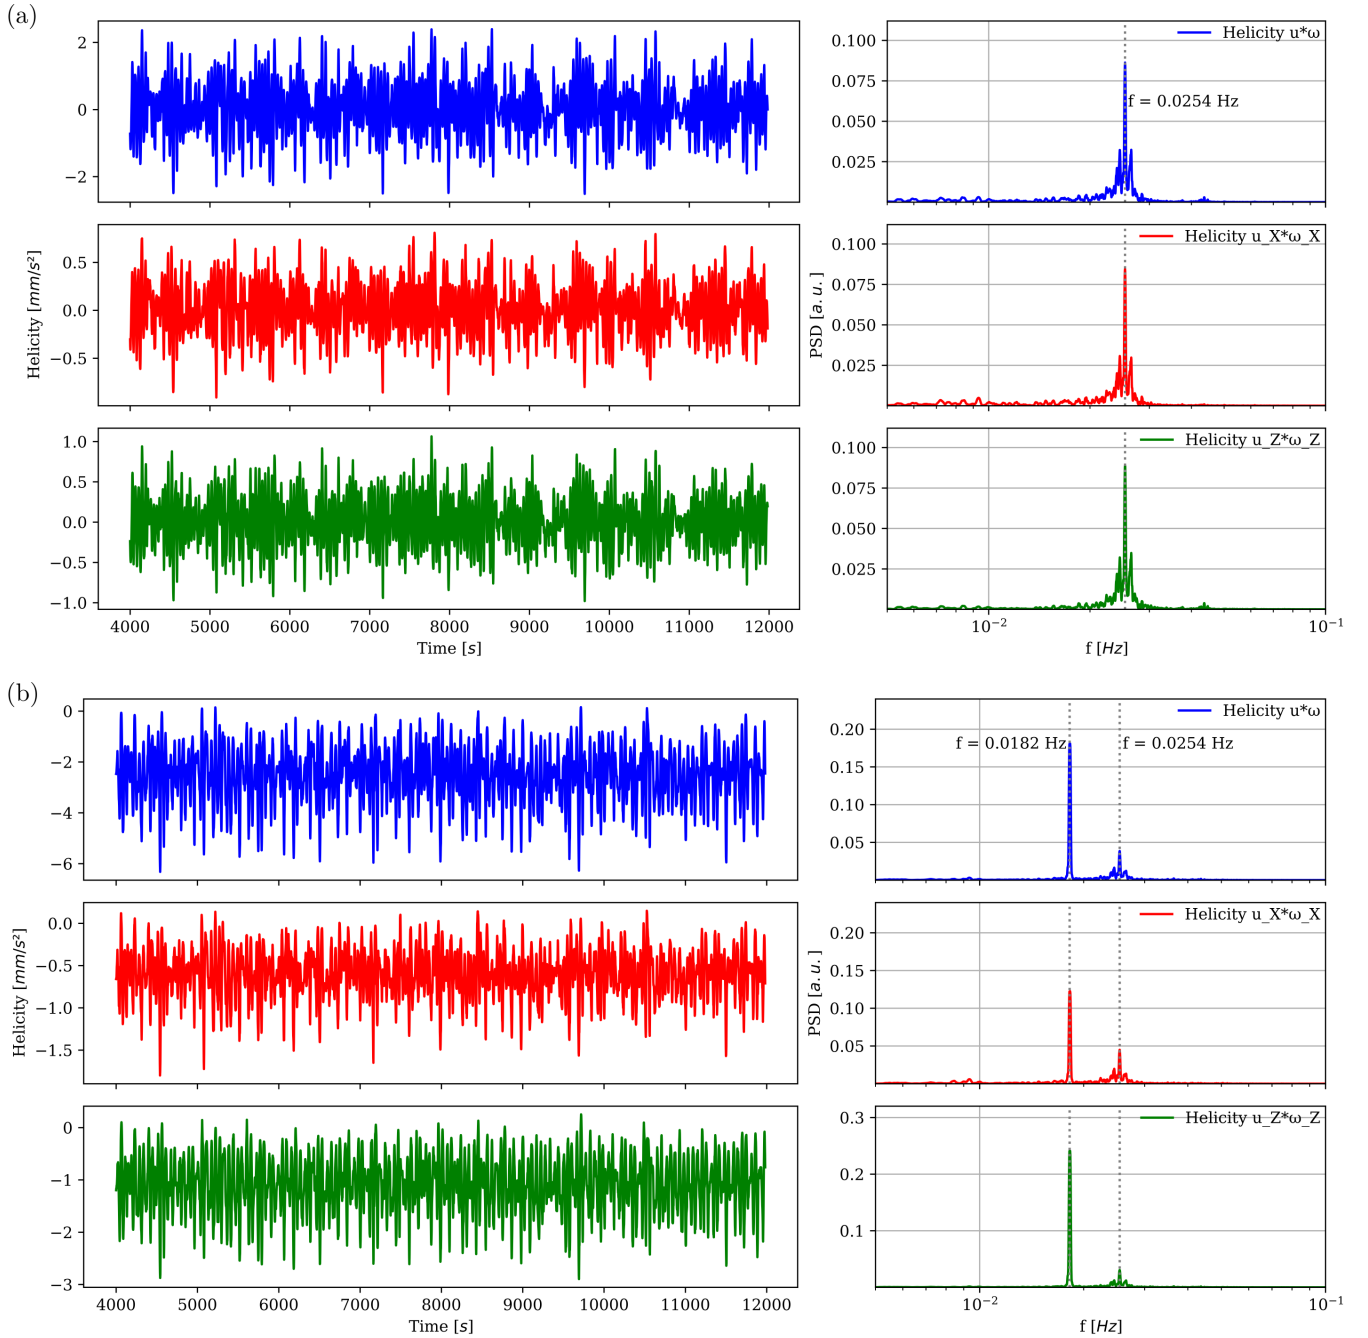 (a)
2
0
−2
0.100
0.075
0.050
0.025
Helicity u*ω
f = 0.0254 Hz
Helicity [mm/s²]
0.5
0.0
−0.5
PSD [a.u.]
0.100
0.075
0.050
0.025
Helicity u_X*ω_X
1.0
0.5
0.0
−0.5
−1.0
4000 5000 6000 7000 8000 9000 10000 11000 12000
Time [s]
0.100
0.075
0.050
0.025
Helicity u_Z*ω_Z
10⁻² 10⁻¹
f [Hz]
(b)
0
−2
−4
−6
0.20
0.15
0.10
0.05
Helicity u*ω
f = 0.0182 Hz f = 0.0254 Hz
Helicity [mm/s²]
0.0
−0.5
−1.0
−1.5
PSD [a.u.]
0.20
0.15
0.10
0.05
Helicity u_X*ω_X
0
−1
−2
−3
4000 5000 6000 7000 8000 9000 10000 11000 12000
Time [s]
0.3
0.2
0.1
Helicity u_Z*ω_Z
10⁻² 10⁻¹
f [Hz]